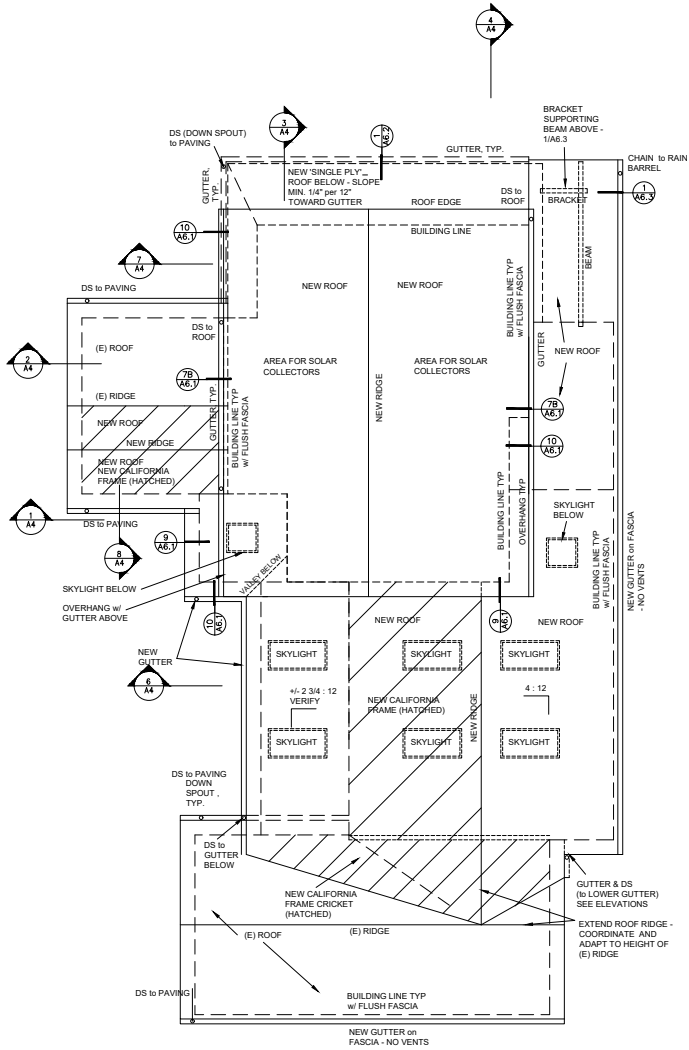 4
A4
BRACKET
SUPPORTING
BEAM ABOVE -
1/A6.3
3
A4
1
A6.2
DS (DOWN SPOUT)
to PAVING
GUTTER, TYP.
CHAIN to RAIN
BARREL
GUTTER,
TYP.
NEW 'SINGLE PLY'
ROOF BELOW - SLOPE
MIN. 1/4" per 12"
TOWARD GUTTER
DS to
ROOF
BRACKET
1
A6.3
ROOF EDGE
BUILDING LINE
10
A6.1
7
A4
BEAM
DS to PAVING
NEW ROOF
NEW ROOF
BUILDING LINE TYP
w/ FLUSH FASCIA
DS to
ROOF
GUTTER
NEW ROOF
(E) ROOF
2
A4
AREA FOR SOLAR
COLLECTORS
AREA FOR SOLAR
COLLECTORS
7B
A6.1
(E) RIDGE
NEW RIDGE
GUTTER, TYP.
BUILDING LINE TYP
w/ FLUSH FASCIA
7B
A6.1
NEW ROOF
NEW RIDGE
10
A6.1
NEW ROOF
NEW CALIFORNIA
FRAME (HATCHED)
BUILDING LINE TYP
OVERHANG TYP
SKYLIGHT
BELOW
1
A4
DS to PAVING
9
A6.1
8
A4
BUILDING LINE TYP
w/ FLUSH FASCIA
NEW GUTTER on FASCIA
- NO VENTS
SKYLIGHT BELOW
VALLEY BELOW
OVERHANG w/
GUTTER ABOVE
10
A6.1
9
A6.1
NEW ROOF
NEW ROOF
NEW
GUTTER
SKYLIGHT
SKYLIGHT
SKYLIGHT
6
A4
+/- 2 3/4 : 12
VERIFY
NEW CALIFORNIA
FRAME (HATCHED)
NEW RIDGE
4 : 12
SKYLIGHT
SKYLIGHT
SKYLIGHT
DS to PAVING
DOWN
SPOUT ,
TYP.
DS to
GUTTER
BELOW
NEW CALIFORNIA
FRAME CRICKET
(HATCHED)
GUTTER & DS
(to LOWER GUTTER)
SEE ELEVATIONS
(E) ROOF
(E) RIDGE
EXTEND ROOF RIDGE -
COORDINATE AND
ADAPT TO HEIGHT OF
(E) RIDGE
DS to PAVING
BUILDING LINE TYP
w/ FLUSH FASCIA
NEW GUTTER on
FASCIA - NO VENTS